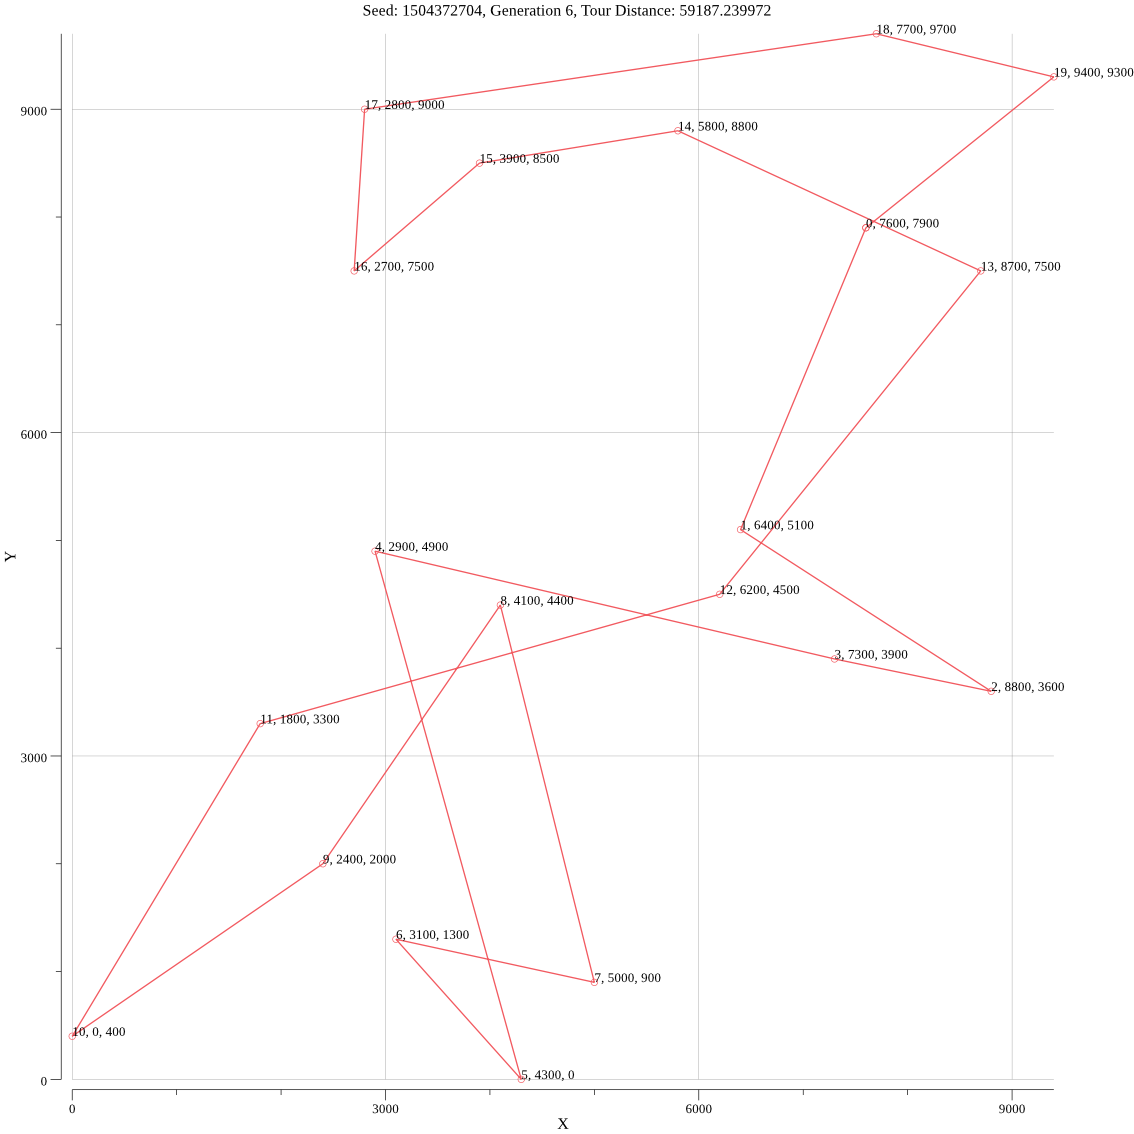 Seed: 1504372704, Generation 6, Tour Distance: 59187.239972
18, 7700, 9700
19, 9400, 9300
17, 2800, 9000
9000
14, 5800, 8800
15, 3900, 8500
0, 7600, 7900
16, 2700, 7500
13, 8700, 7500
6000
1, 6400, 5100
4, 2900, 4900
Y
12, 6200, 4500
8, 4100, 4400
3, 7300, 3900
2, 8800, 3600
11, 1800, 3300
3000
9, 2400, 2000
6, 3100, 1300
7, 5000, 900
10, 0, 400
5, 4300, 0
0
0 3000 6000 9000
X